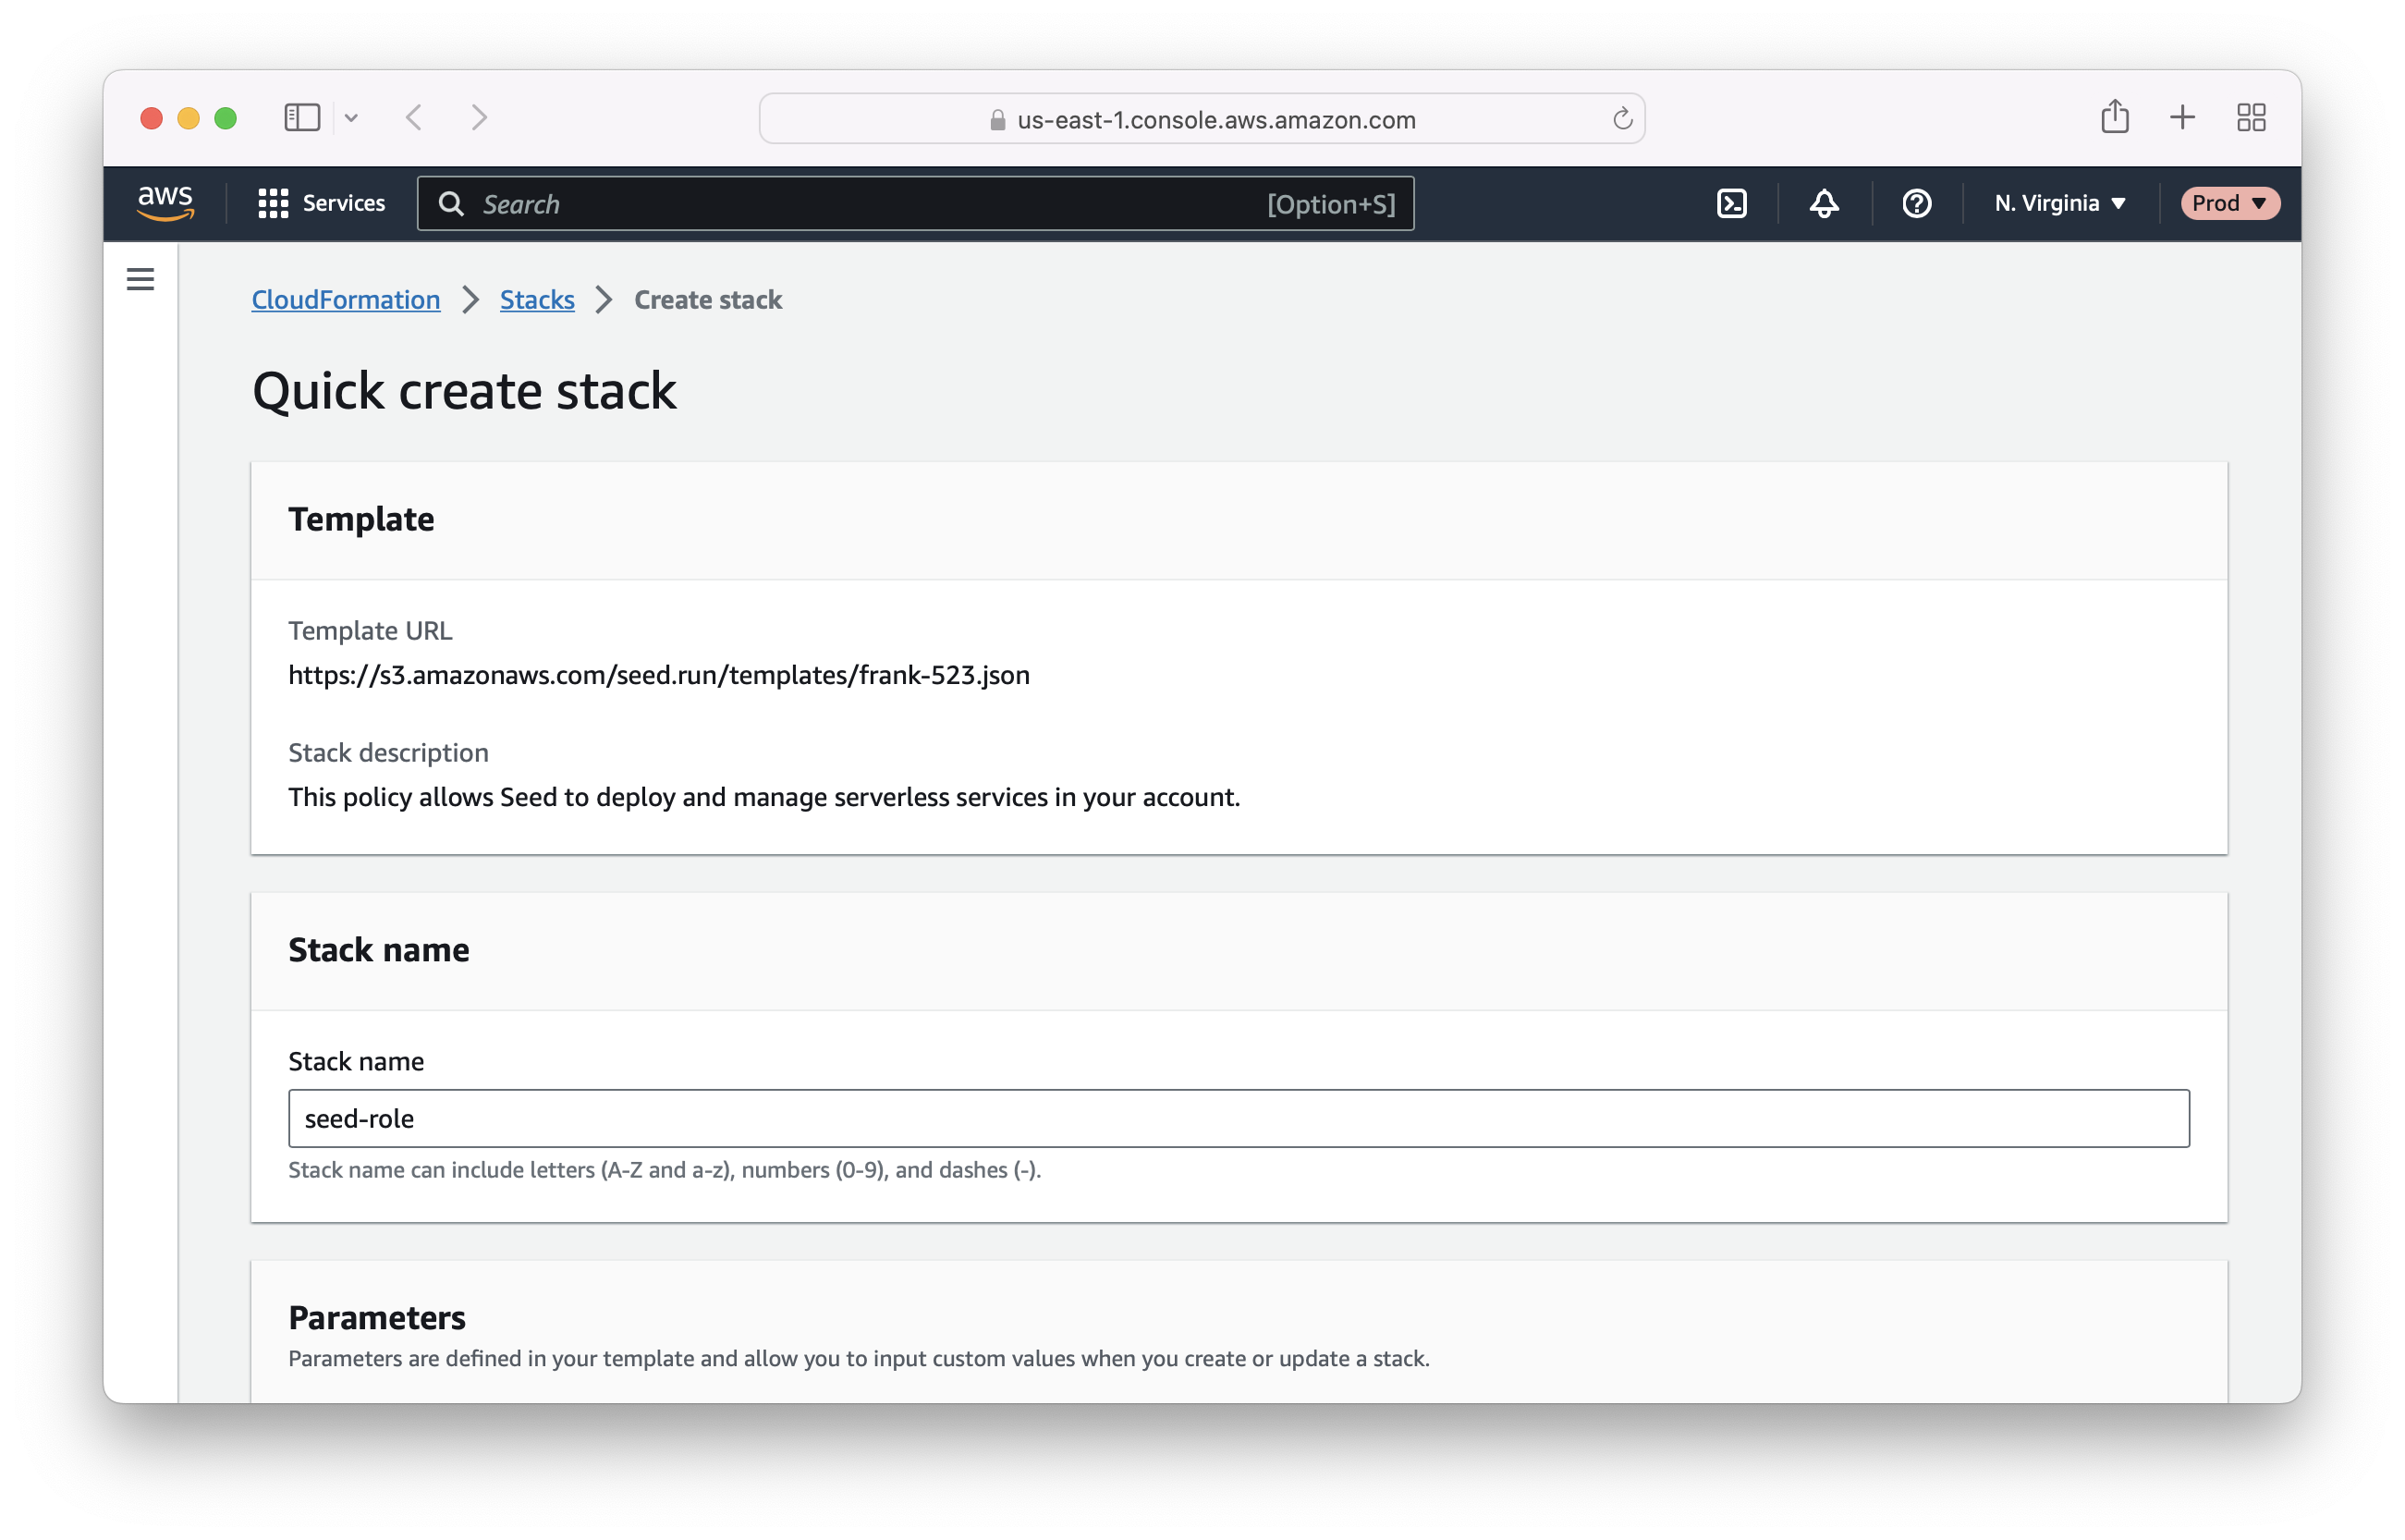 us-east-1.console.aws.amazon.com
aws Services Search [Option+S] N. Virginia Prod
CloudFormation Stacks Create stack
Quick create stack
Template
Template URL
https://s3.amazonaws.com/seed.run/templates/frank-523.json
Stack description
This policy allows Seed to deploy and manage serverless services in your account.
Stack name
Stack name
seed-role
Stack name can include letters (A-Z and a-z), numbers (0-9), and dashes (-).
Parameters
Parameters are defined in your template and allow you to input custom values when you create or update a stack.